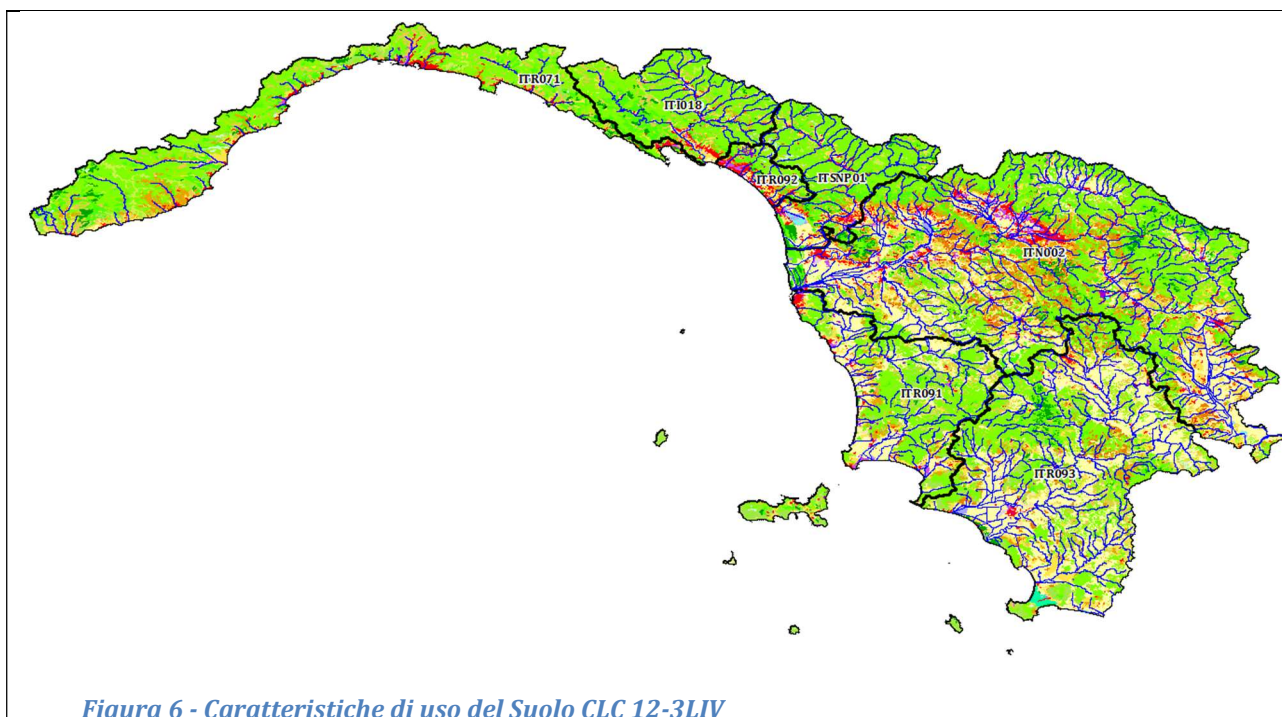 ITR071
ITI018
ITR092
ITSNP01
ITN002
ITR091
ITR093
Figura 6 - Caratteristiche di uso del Suolo CLC 12-3LIV